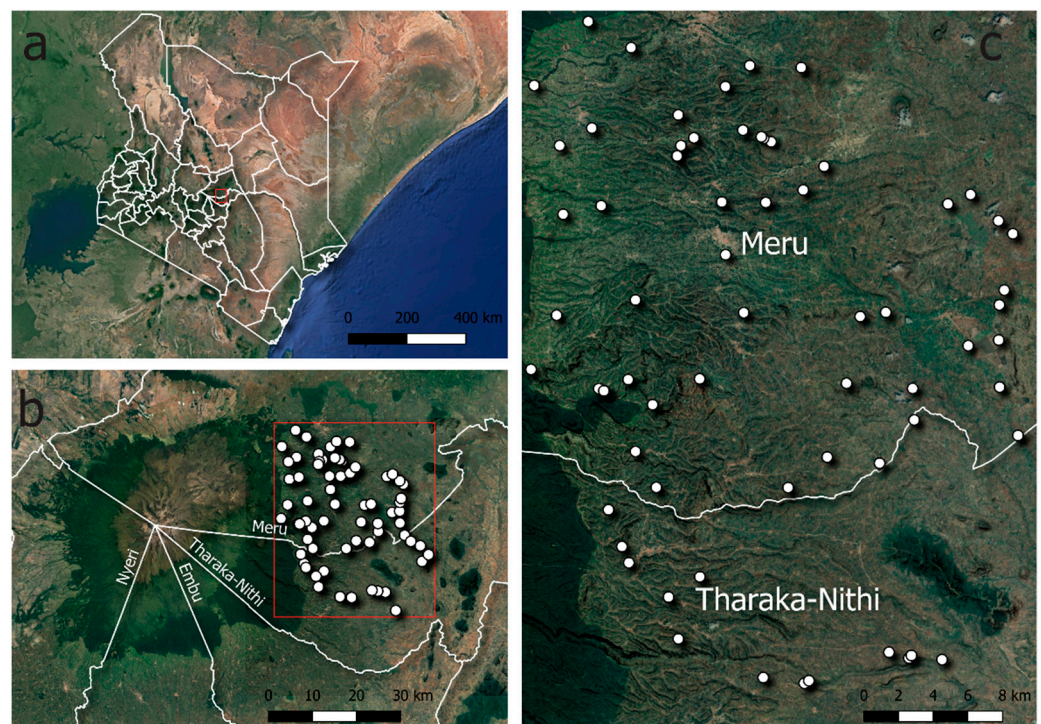 a
0 200 400 km
b
Meru
Tharaka-Nithi
Embu
Nyeri
0 10 20 30 km
c
Meru
Tharaka-Nithi
0 2 4 6 8 km